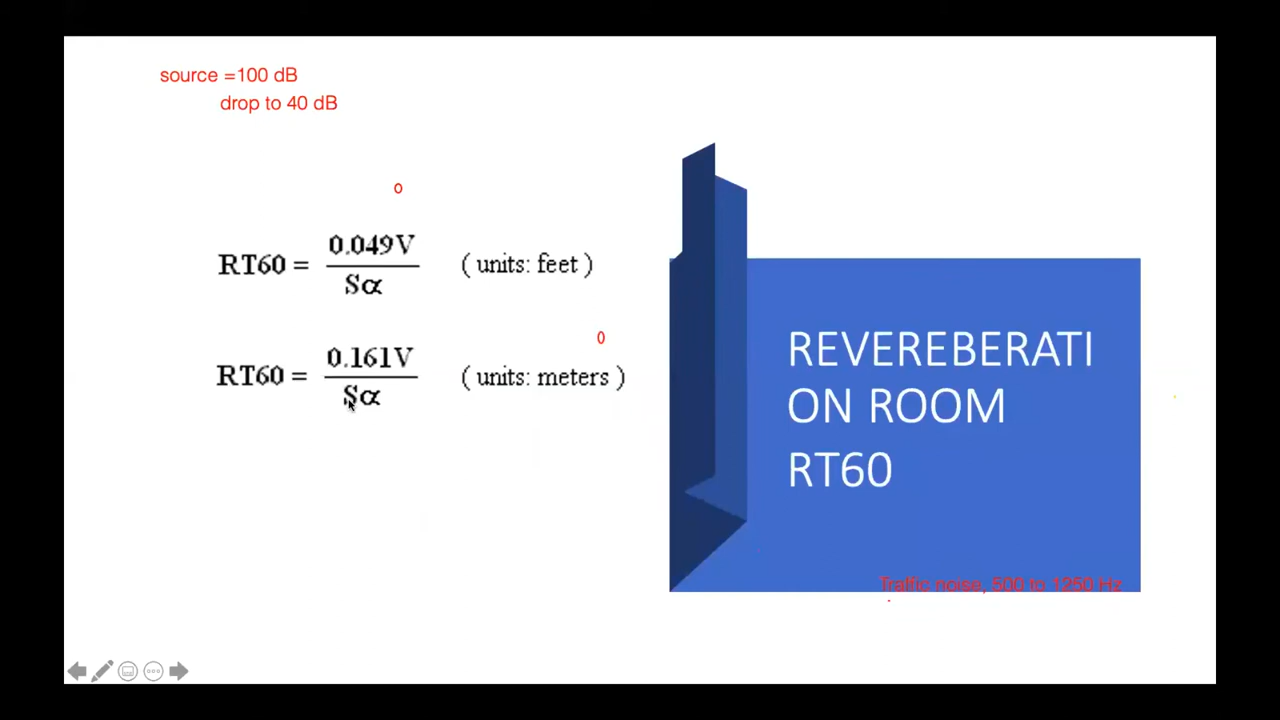 source =100 dB
drop to 40 dB
o
RT60 = 0.049V / Sα ( units: feet )
0
RT60 = 0.161V / Sα ( units: meters )
REVEREBERATI
ON ROOM
RT60
Traffic noise, 500 to 1250 Hz